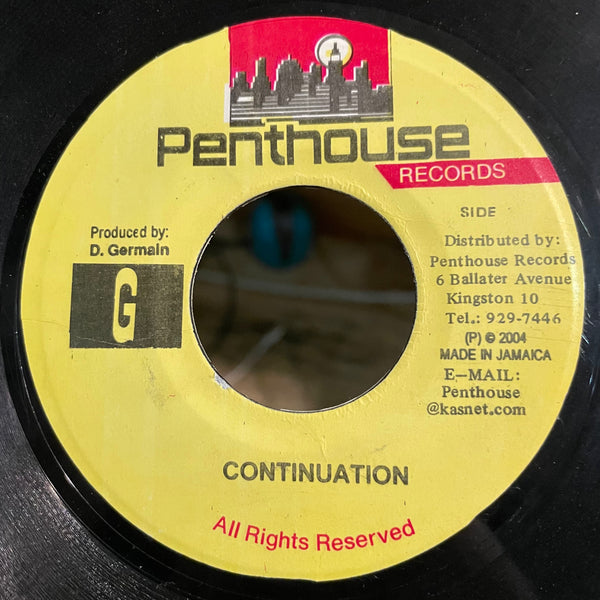 Penthouse
RECORDS
SIDE
Produced by:
D. Germain
G
Distributed by:
Penthouse Records
6 Ballater Avenue
Kingston 10
Tel.: 929-7446
(P) © 2004
MADE IN JAMAICA
E-MAIL:
Penthouse
@kasnet.com
CONTINUATION
All Rights Reserved